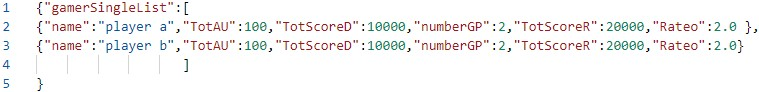 1 {"gamerSingleList":[
2 {"name":"player a","TotAU":100,"TotScoreD":10000,"numberGP":2,"TotScoreR":20000,"Rateo":2.0 },
3 {"name":"player b","TotAU":100,"TotScoreD":10000,"numberGP":2,"TotScoreR":20000,"Rateo":2.0}
4 ]
5 }